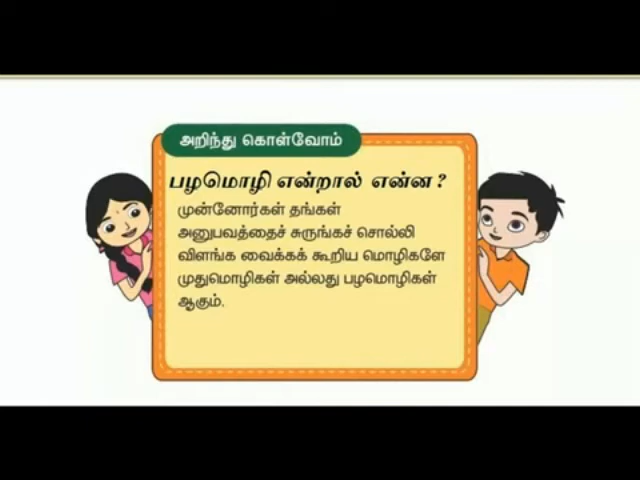 அறிந்து கொள்வோம்
பழமொழி என்றால் என்ன?
முன்னோர்கள் தங்கள்
அனுபவத்தைச் சுருங்கச் சொல்லி
விளங்க வைக்கக் கூறிய மொழிகளே
முதுமொழிகள் அல்லது பழமொழிகள்
ஆகும்.